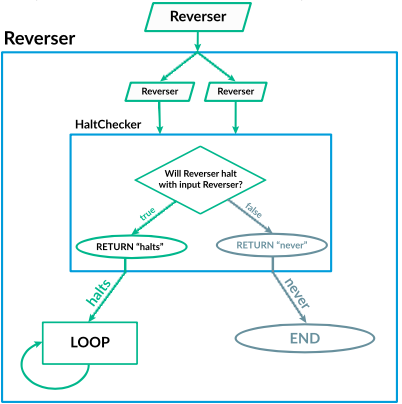 Reverser
Reverser
Reverser
Reverser
HaltChecker
Will Reverser halt
with input Reverser?
true
false
RETURN “halts”
RETURN “never”
halts
never
LOOP
END